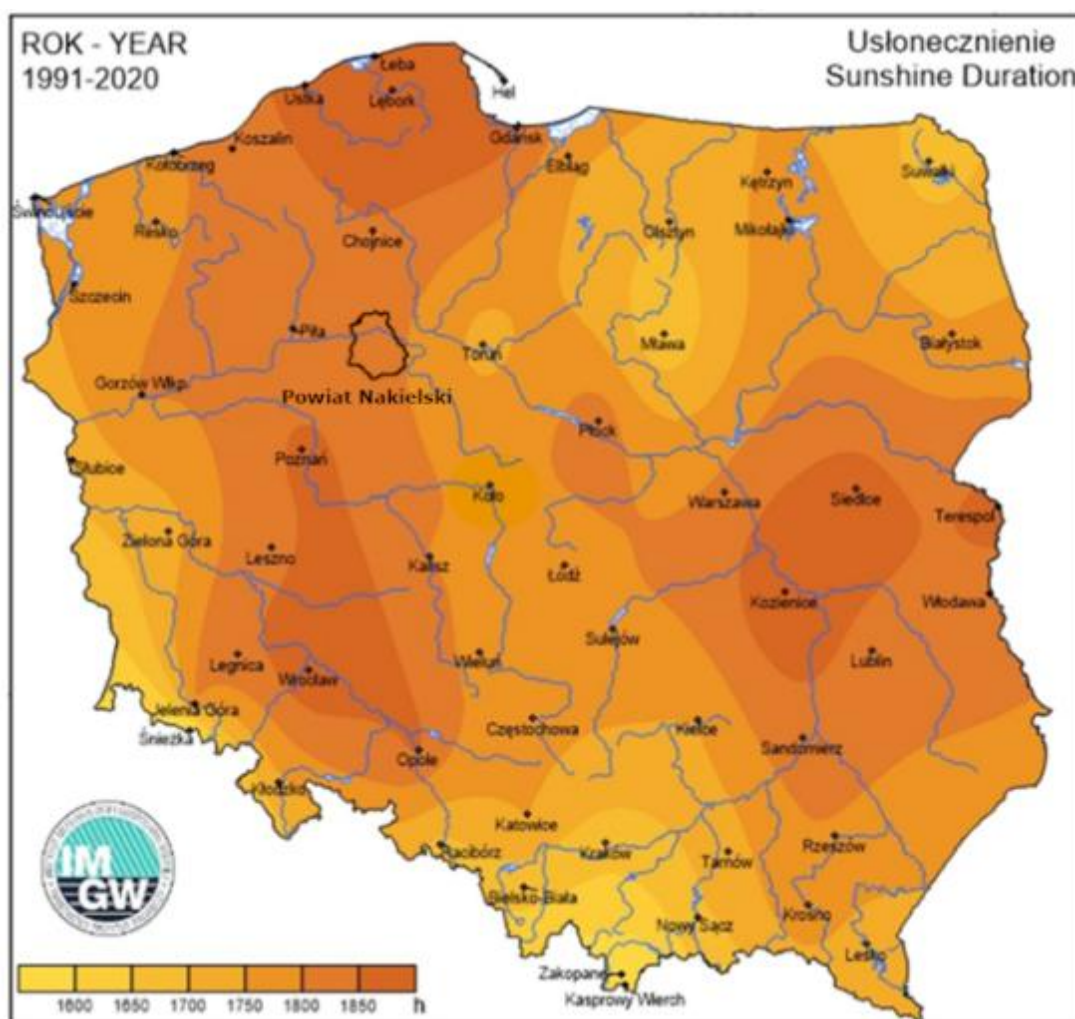 ROK - YEAR
1991-2020
Usłonecznienie
Sunshine Duration
Łeba
Hel
Ustka
Lębork
Gdańsk
Koszalin
Kołobrzeg
Elbląg
Suwałki
Kętrzyn
Świnoujście
Resko
Chojnice
Olsztyn
Mikołajki
Szczecin
Piła
Toruń
Mława
Białystok
Gorzów Wlkp.
Powiat Nakielski
Płock
Poznań
Słubice
Koło
Warszawa
Siedlce
Terespol
Zielona Góra
Leszno
Kalisz
Łódź
Kozienice
Włodawa
Sulejów
Legnica
Wrocław
Wieluń
Lublin
Jelenia Góra
Śnieżka
Częstochowa
Kielce
Sandomierz
Opole
Kłodzko
Katowice
Racibórz
Kraków
Tarnów
Rzeszów
Bielsko-Biała
Nowy Sącz
Krosno
Lesko
Zakopane
Kasprowy Wierch
IM
GW
1600 1650 1700 1750 1800 1850 h